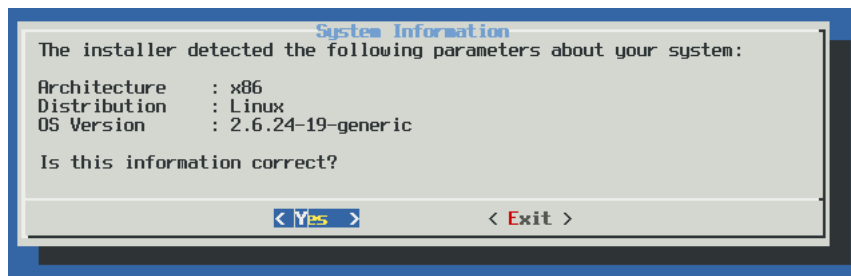 System Information
The installer detected the following parameters about your system:
Architecture : x86
Distribution : Linux
OS Version : 2.6.24-19-generic
Is this information correct?
< Yes > < Exit >